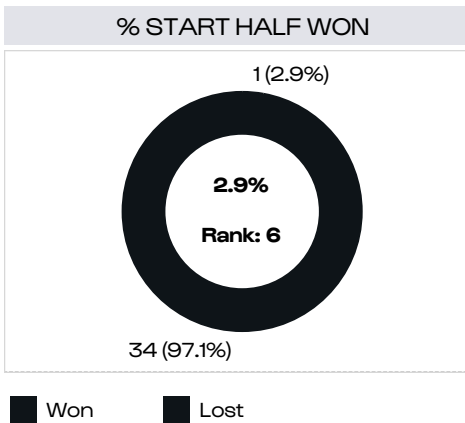 % START HALF WON
1 (2.9%)
2.9%
Rank: 6
34 (97.1%)
Won Lost